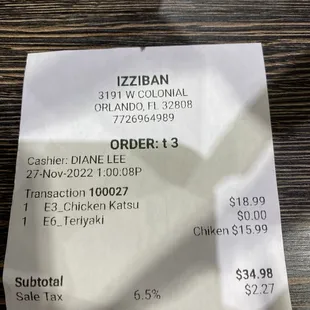 IZZIBAN
3191 W COLONIAL
ORLANDO, FL 32808
7726964989
ORDER: t 3
Cashier: DIANE LEE
27-Nov-2022 1:00:08P
Transaction 100027
1 E3_Chicken Katsu $18.99
1 E6_Teriyaki $0.00
Chiken $15.99
Subtotal $34.98
Sale Tax 6.5% $2.27